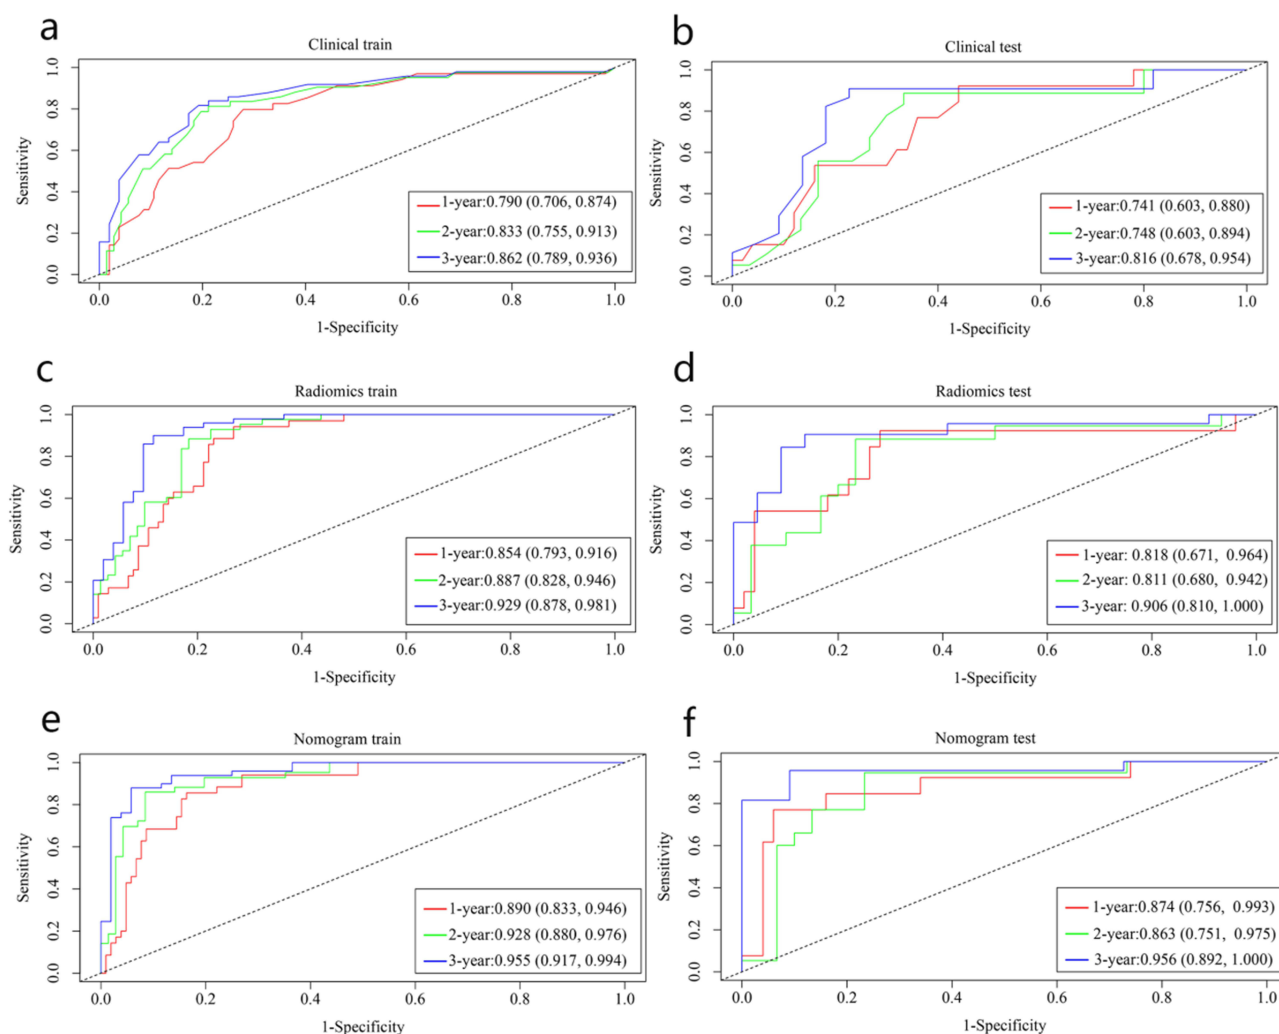 a
Clinical train
Sensitivity
1.0
0.8
0.6
0.4
0.2
0.0
1-year:0.790 (0.706, 0.874)
2-year:0.833 (0.755, 0.913)
3-year:0.862 (0.789, 0.936)
0.0 0.2 0.4 0.6 0.8 1.0
1-Specificity
b
Clinical test
Sensitivity
1.0
0.8
0.6
0.4
0.2
0.0
1-year:0.741 (0.603, 0.880)
2-year:0.748 (0.603, 0.894)
3-year:0.816 (0.678, 0.954)
0.0 0.2 0.4 0.6 0.8 1.0
1-Specificity
c
Radiomics train
Sensitivity
1.0
0.8
0.6
0.4
0.2
0.0
1-year:0.854 (0.793, 0.916)
2-year:0.887 (0.828, 0.946)
3-year:0.929 (0.878, 0.981)
0.0 0.2 0.4 0.6 0.8 1.0
1-Specificity
d
Radiomics test
Sensitivity
1.0
0.8
0.6
0.4
0.2
0.0
1-year: 0.818 (0.671, 0.964)
2-year: 0.811 (0.680, 0.942)
3-year: 0.906 (0.810, 1.000)
0.0 0.2 0.4 0.6 0.8 1.0
1-Specificity
e
Nomogram train
Sensitivity
1.0
0.8
0.6
0.4
0.2
0.0
1-year:0.890 (0.833, 0.946)
2-year:0.928 (0.880, 0.976)
3-year:0.955 (0.917, 0.994)
0.0 0.2 0.4 0.6 0.8 1.0
1-Specificity
f
Nomogram test
Sensitivity
1.0
0.8
0.6
0.4
0.2
0.0
1-year:0.874 (0.756, 0.993)
2-year:0.863 (0.751, 0.975)
3-year:0.956 (0.892, 1.000)
0.0 0.2 0.4 0.6 0.8 1.0
1-Specificity